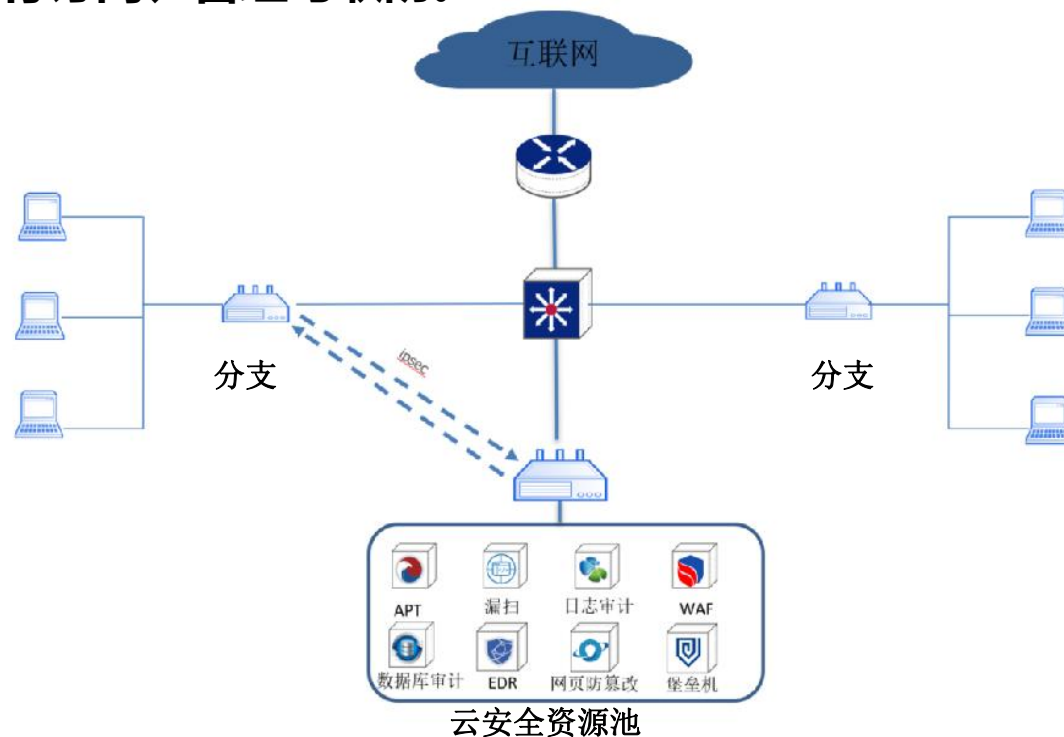 互联网
分支
分支
ipsec
APT
漏扫
日志审计
WAF
数据库审计
EDR
网页防篡改
堡垒机
云安全资源池